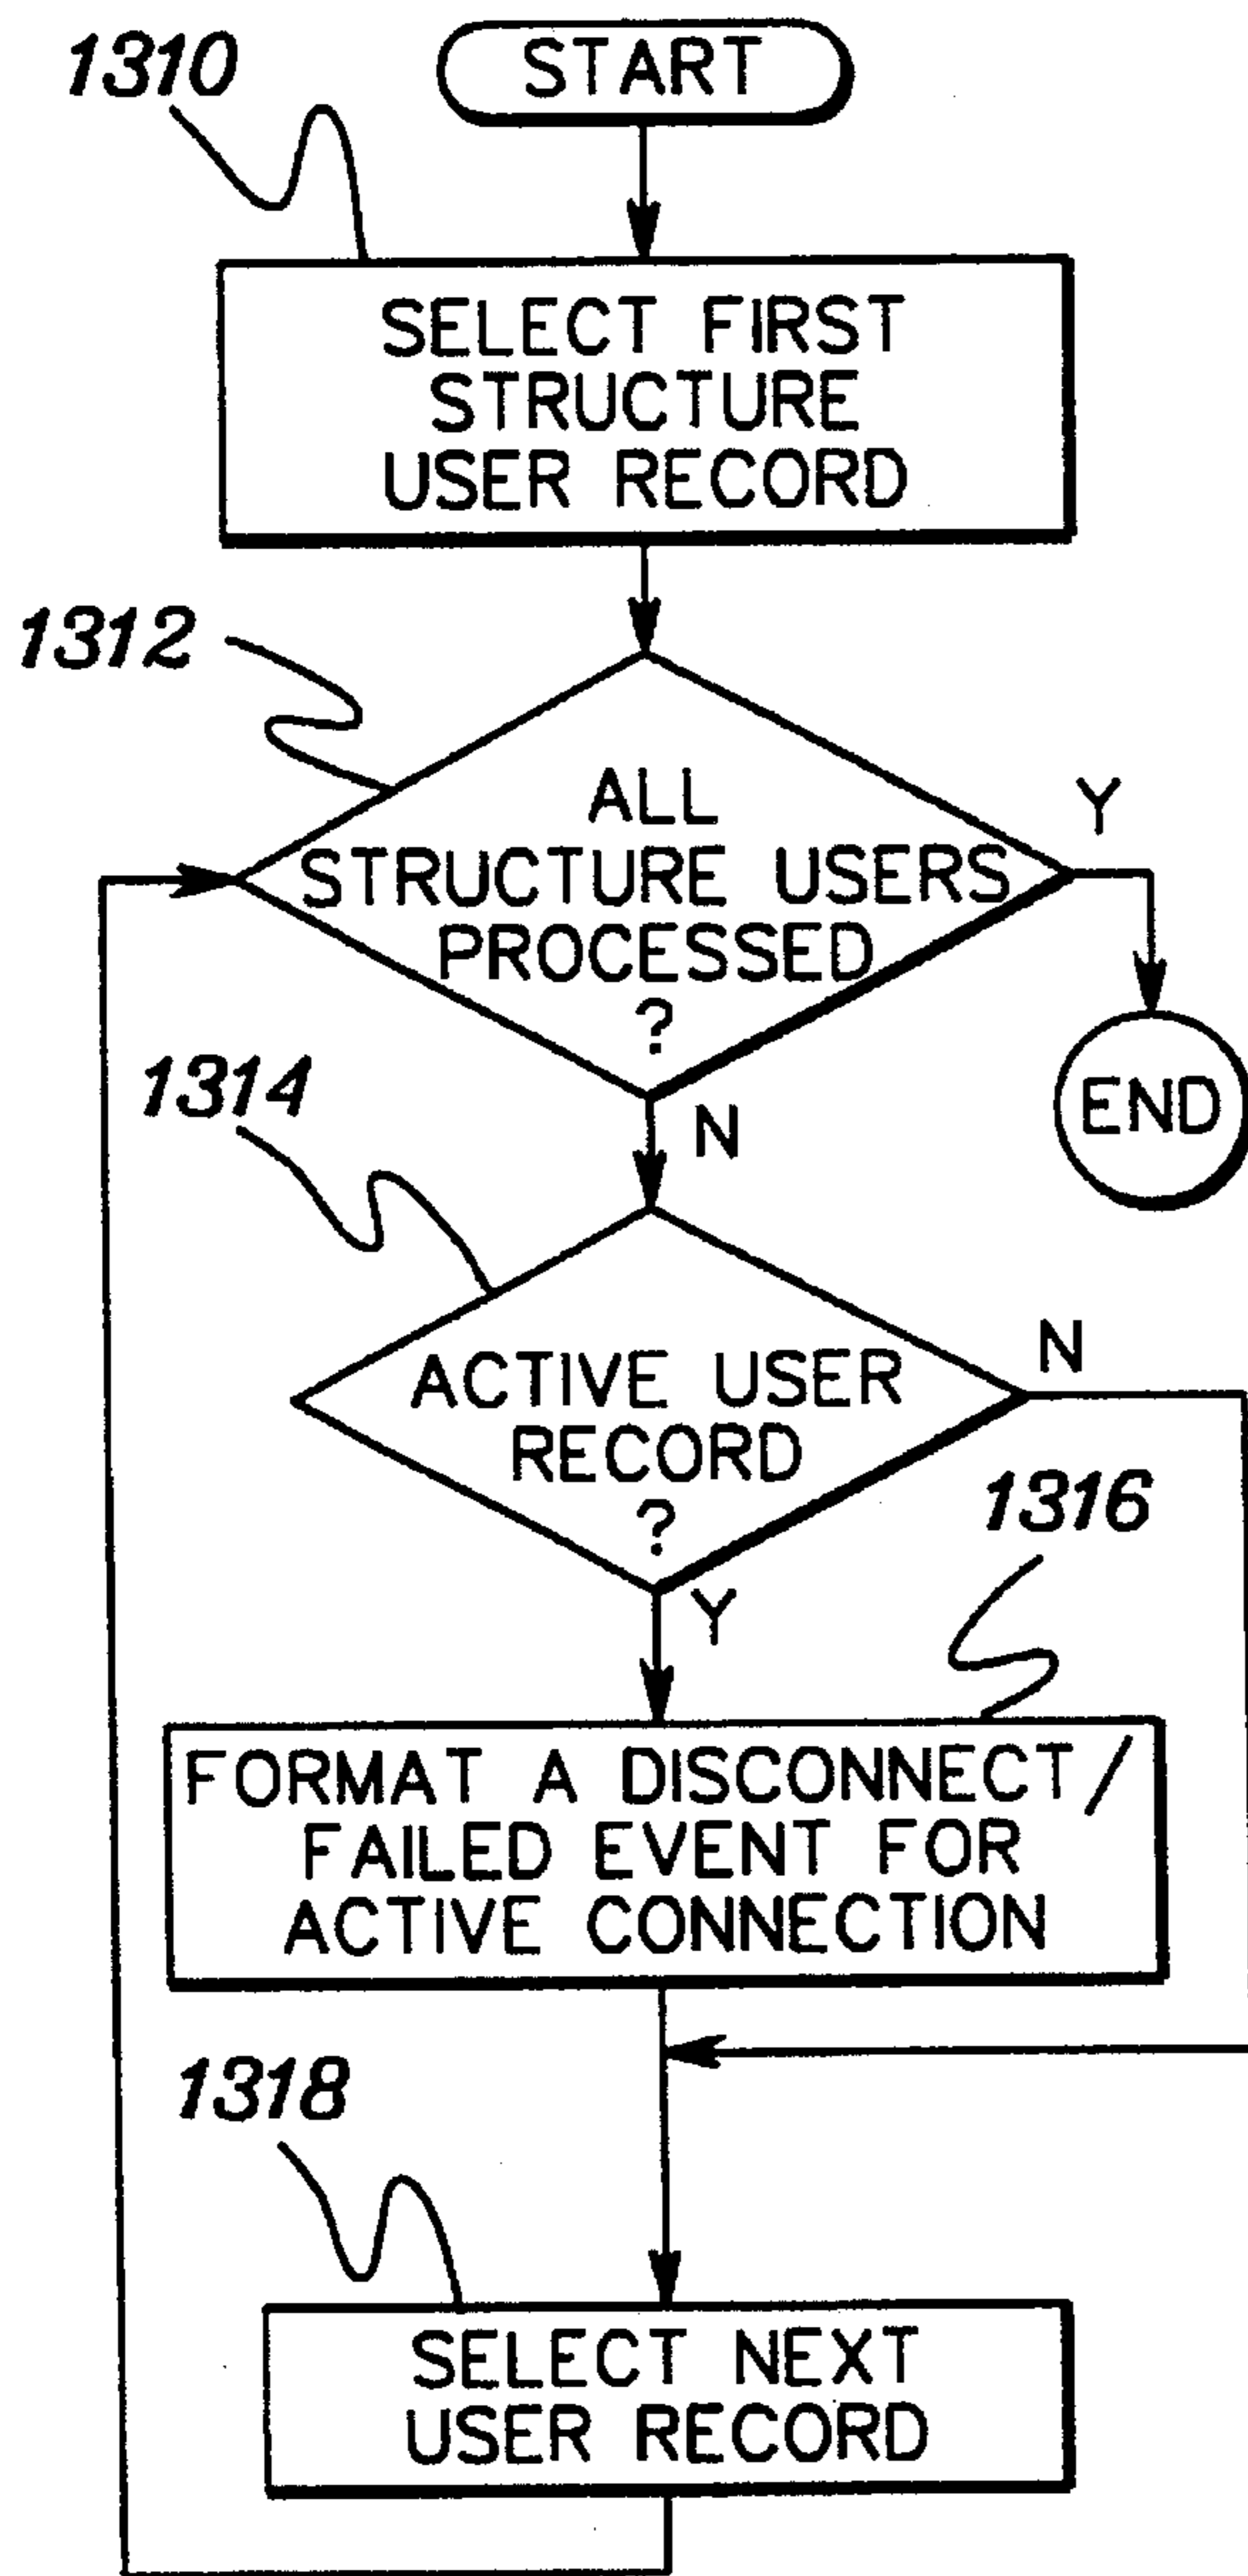 1310
START
SELECT FIRST
STRUCTURE
USER RECORD
1312
ALL
STRUCTURE USERS
PROCESSED
?
Y
END
N
1314
ACTIVE USER
RECORD
?
N
Y
1316
FORMAT A DISCONNECT/
FAILED EVENT FOR
ACTIVE CONNECTION
1318
SELECT NEXT
USER RECORD